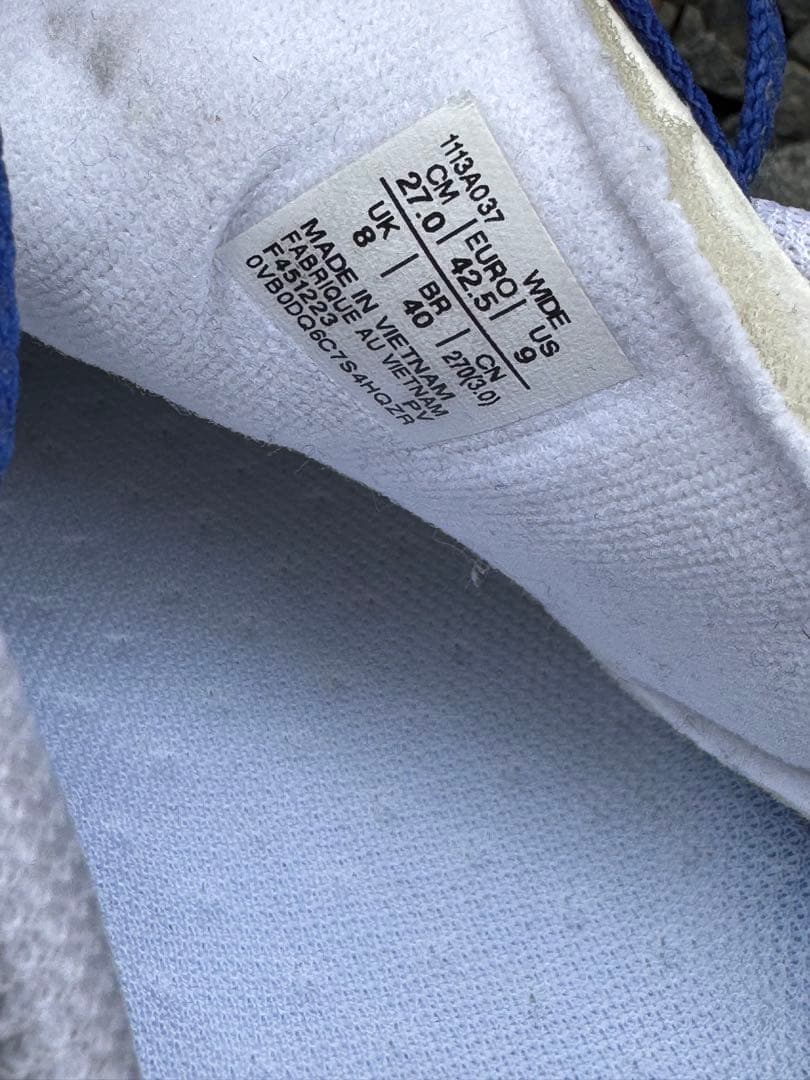 1113A037 WIDE
CM | EURO | US
27.0 | 42.5 | 9
UK | BR | CN
8 | 40 | 270(3.0)
MADE IN VIETNAM
FABRIQUE AU VIETNAM
F451223 PV
0VB0DQ6C7S4HQZR